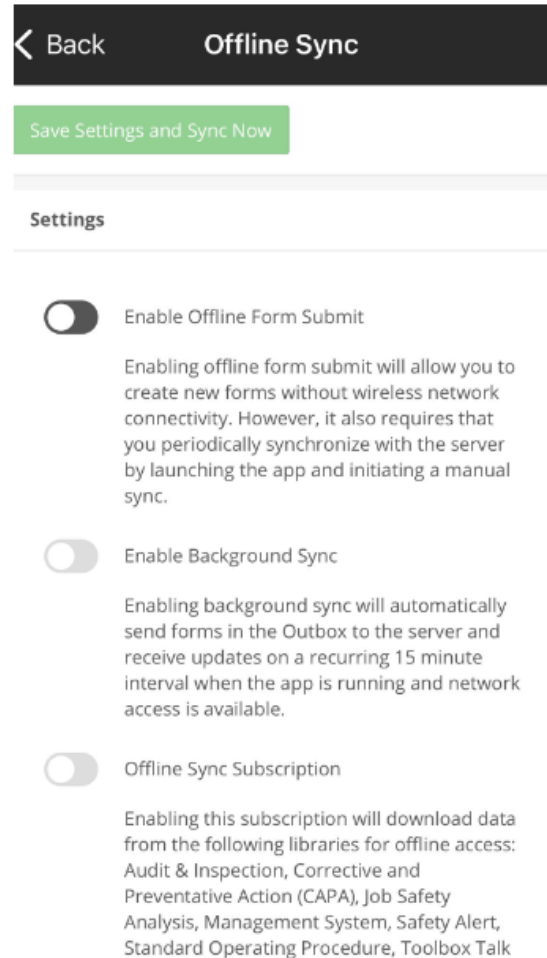 Back
Offline Sync
Save Settings and Sync Now
Settings
Enable Offline Form Submit
Enabling offline form submit will allow you to
create new forms without wireless network
connectivity. However, it also requires that
you periodically synchronize with the server
by launching the app and initiating a manual
sync.
Enable Background Sync
Enabling background sync will automatically
send forms in the Outbox to the server and
receive updates on a recurring 15 minute
interval when the app is running and network
access is available.
Offline Sync Subscription
Enabling this subscription will download data
from the following libraries for offline access:
Audit & Inspection, Corrective and
Preventative Action (CAPA), Job Safety
Analysis, Management System, Safety Alert,
Standard Operating Procedure, Toolbox Talk